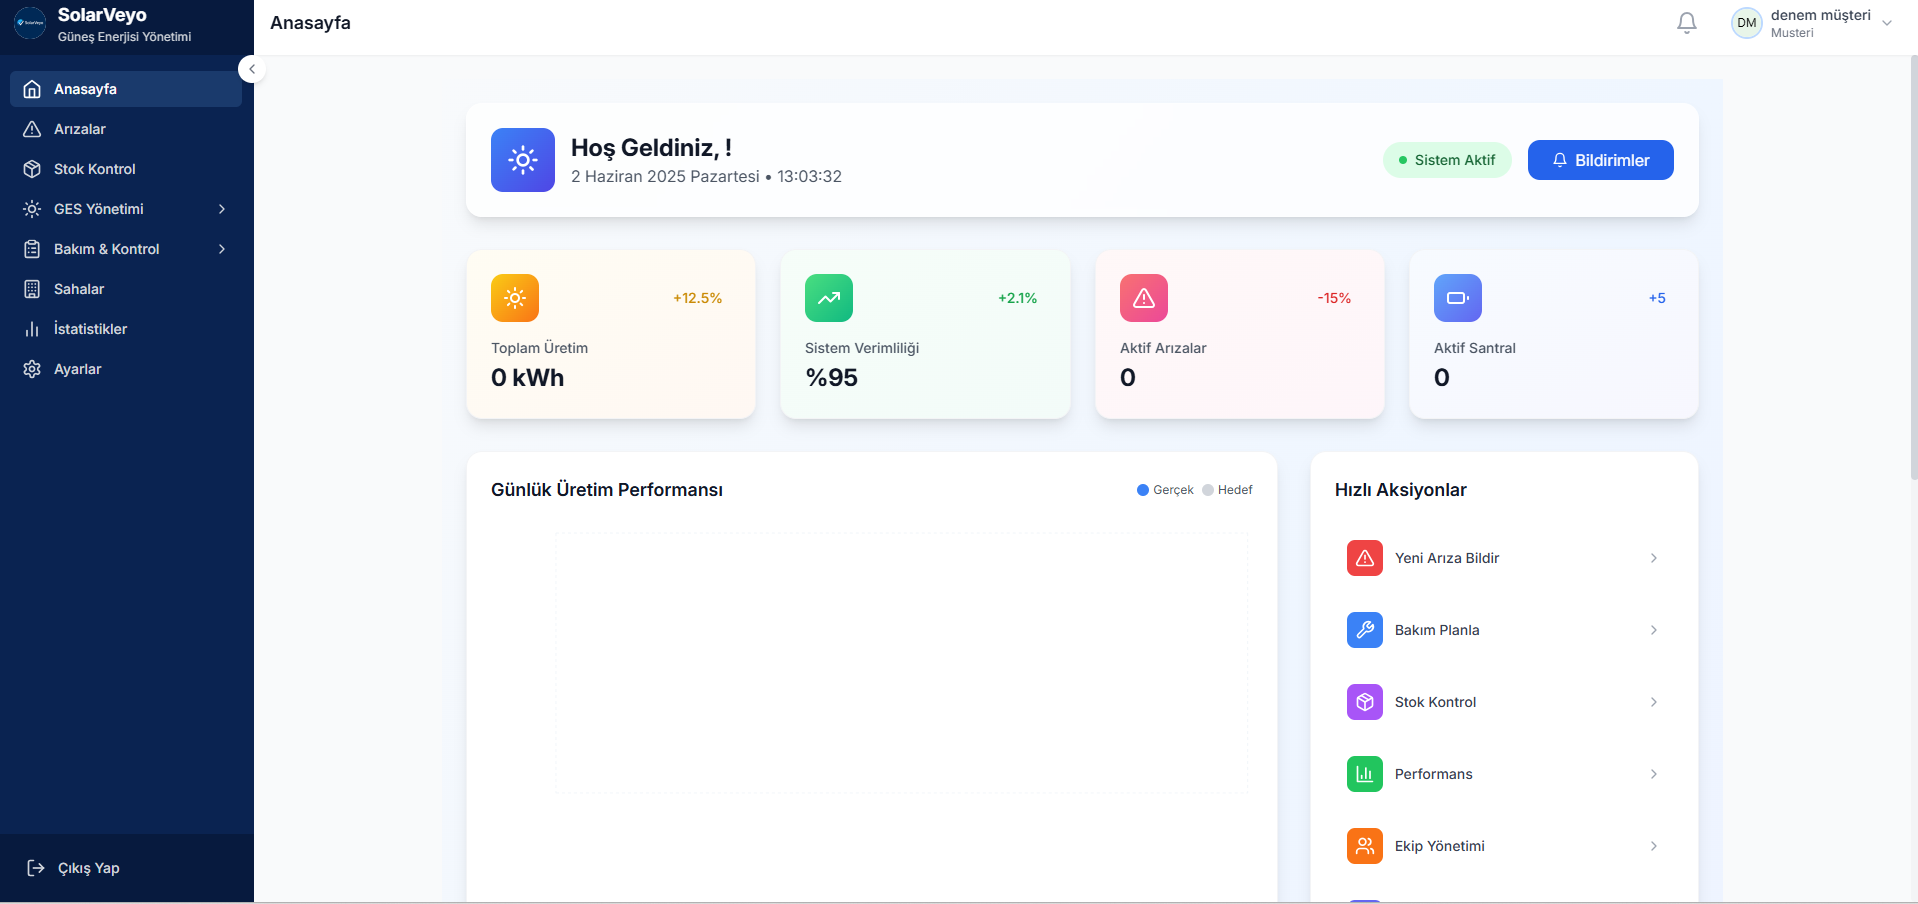 SolarVeyo
Güneş Enerjisi Yönetimi
Anasayfa
Arızalar
Stok Kontrol
GES Yönetimi
Bakım & Kontrol
Sahalar
İstatistikler
Ayarlar
Çıkış Yap
Anasayfa
DM
denem müşteri
Musteri
Hoş Geldiniz, !
2 Haziran 2025 Pazartesi • 13:03:32
Sistem Aktif
Bildirimler
+12.5%
Toplam Üretim
0 kWh
+2.1%
Sistem Verimliliği
%95
-15%
Aktif Arızalar
0
+5
Aktif Santral
0
Günlük Üretim Performansı
Gerçek
Hedef
Hızlı Aksiyonlar
Yeni Arıza Bildir
Bakım Planla
Stok Kontrol
Performans
Ekip Yönetimi